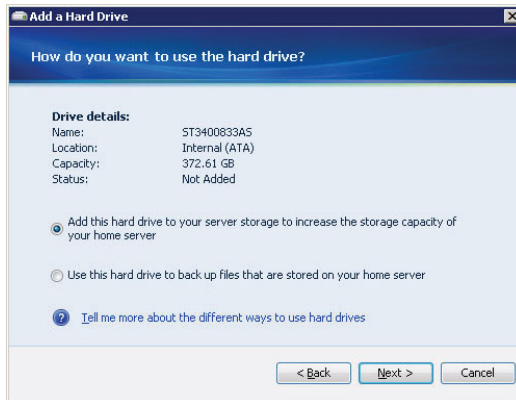 Add a Hard Drive
How do you want to use the hard drive?
Drive details:
Name: ST3400833AS
Location: Internal (ATA)
Capacity: 372.61 GB
Status: Not Added
Add this hard drive to your server storage to increase the storage capacity of
your home server
Use this hard drive to back up files that are stored on your home server
? Tell me more about the different ways to use hard drives
< Back Next > Cancel